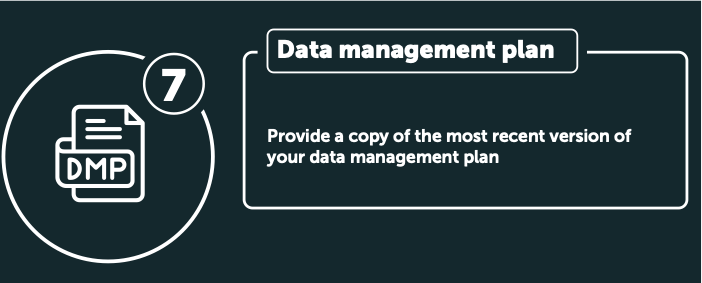 7
Data management plan
DMP
Provide a copy of the most recent version of
your data management plan